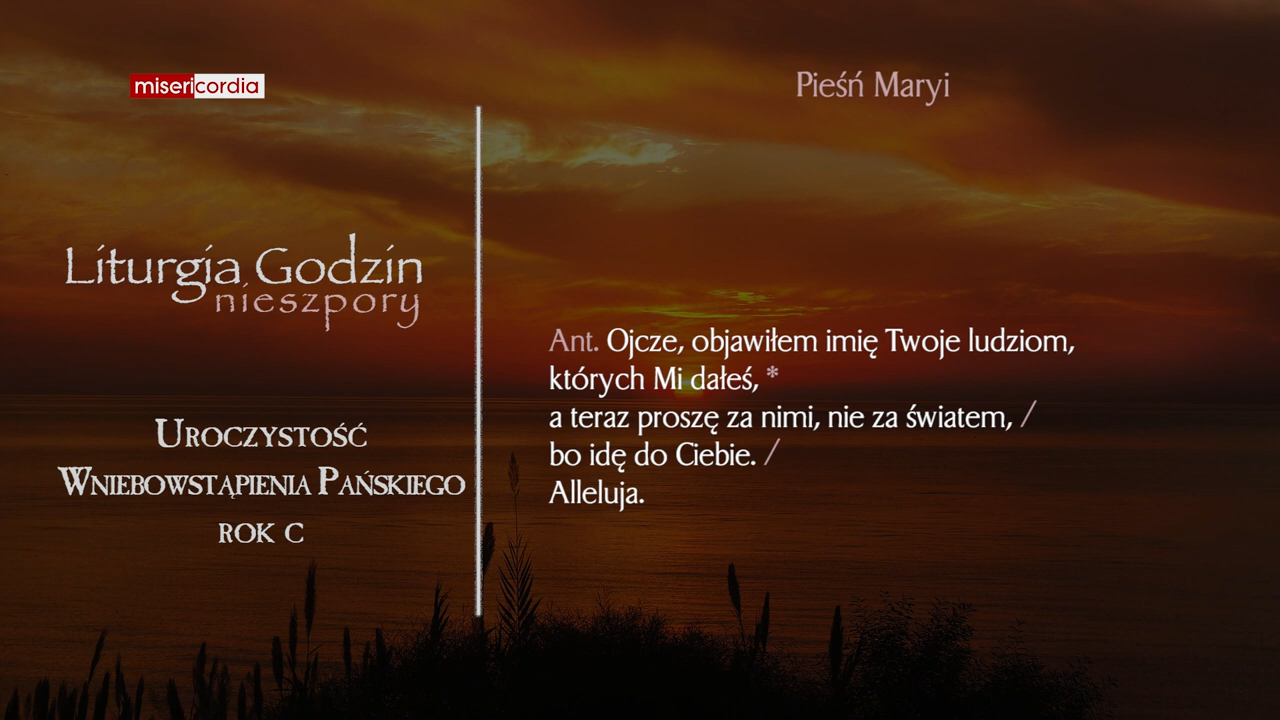 misericordia
Pieśń Maryi
Liturgia Godzin
nieszpory
Uroczystość
Wniebowstąpienia Pańskiego
rok C
Ant. Ojcze, objawiłem imię Twoje ludziom,
których Mi dałeś, *
a teraz proszę za nimi, nie za światem, /
bo idę do Ciebie. /
Alleluja.